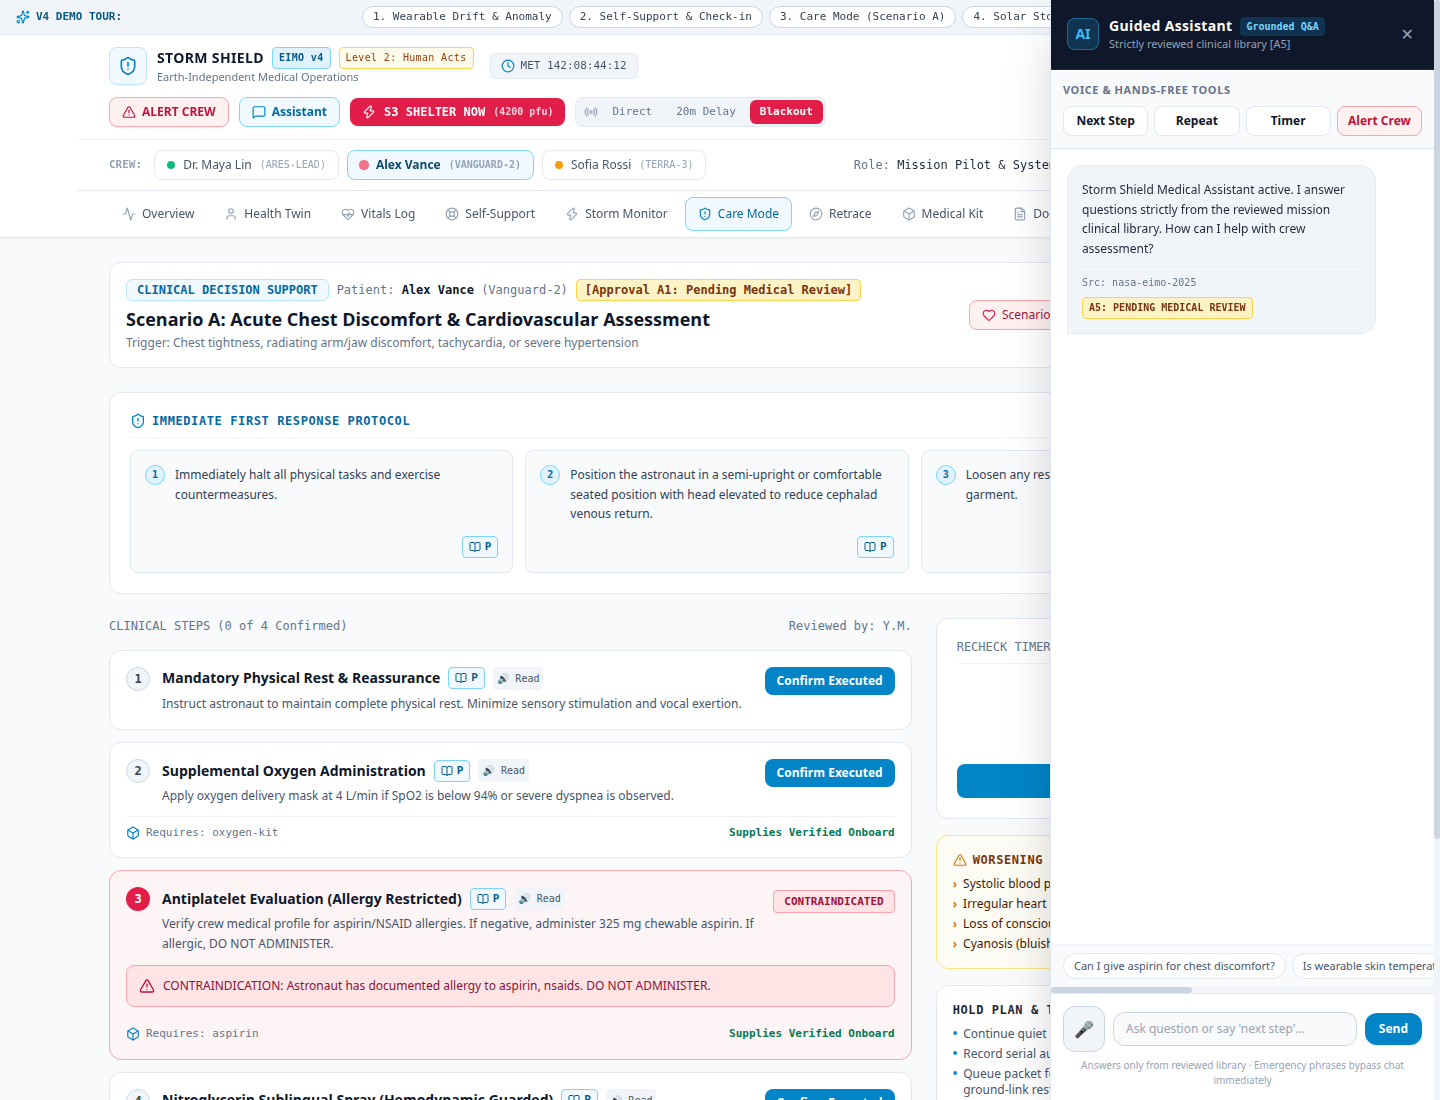 V4 DEMO TOUR:
1. Wearable Drift & Anomaly
2. Self-Support & Check-in
3. Care Mode (Scenario A)
4. Solar Sto
STORM SHIELD
EIMO v4
Level 2: Human Acts
Earth-Independent Medical Operations
MET 142:08:44:12
ALERT CREW
Assistant
S3 SHELTER NOW (4200 pfu)
Direct
20m Delay
Blackout
CREW:
Dr. Maya Lin (ARES-LEAD)
Alex Vance (VANGUARD-2)
Sofia Rossi (TERRA-3)
Role: Mission Pilot & System
Overview
Health Twin
Vitals Log
Self-Support
Storm Monitor
Care Mode
Retrace
Medical Kit
Do
CLINICAL DECISION SUPPORT
Patient: Alex Vance (Vanguard-2)
[Approval A1: Pending Medical Review]
Scenario A: Acute Chest Discomfort & Cardiovascular Assessment
Trigger: Chest tightness, radiating arm/jaw discomfort, tachycardia, or severe hypertension
Scenario
IMMEDIATE FIRST RESPONSE PROTOCOL
1
Immediately halt all physical tasks and exercise
countermeasures.
P
2
Position the astronaut in a semi-upright or comfortable
seated position with head elevated to reduce cephalad
venous return.
P
3
Loosen any res
garment.
CLINICAL STEPS (0 of 4 Confirmed)
Reviewed by: Y.M.
1
Mandatory Physical Rest & Reassurance
P
Read
Confirm Executed
Instruct astronaut to maintain complete physical rest. Minimize sensory stimulation and vocal exertion.
2
Supplemental Oxygen Administration
P
Read
Confirm Executed
Apply oxygen delivery mask at 4 L/min if SpO2 is below 94% or severe dyspnea is observed.
Requires: oxygen-kit
Supplies Verified Onboard
3
Antiplatelet Evaluation (Allergy Restricted)
P
Read
CONTRAINDICATED
Verify crew medical profile for aspirin/NSAID allergies. If negative, administer 325 mg chewable aspirin. If
allergic, DO NOT ADMINISTER.
CONTRAINDICATION: Astronaut has documented allergy to aspirin, nsaids. DO NOT ADMINISTER.
Requires: aspirin
Supplies Verified Onboard
4
Nitroglycerin Sublingual Spray (Hemodynamic Guarded)
P
Read
Confirm Executed
RECHECK TIMER
WORSENING
› Systolic blood p
› Irregular heart
› Loss of consciou
› Cyanosis (bluish
HOLD PLAN & T
• Continue quiet
• Record serial au
• Queue packet fo
ground-link rest
AI
Guided Assistant
Grounded Q&A
Strictly reviewed clinical library [A5]
✕
VOICE & HANDS-FREE TOOLS
Next Step
Repeat
Timer
Alert Crew
Storm Shield Medical Assistant active. I answer
questions strictly from the reviewed mission
clinical library. How can I help with crew
assessment?
Src: nasa-eimo-2025
A5: PENDING MEDICAL REVIEW
Can I give aspirin for chest discomfort?
Is wearable skin temperat
Ask question or say 'next step'...
Send
Answers only from reviewed library · Emergency phrases bypass chat
immediately